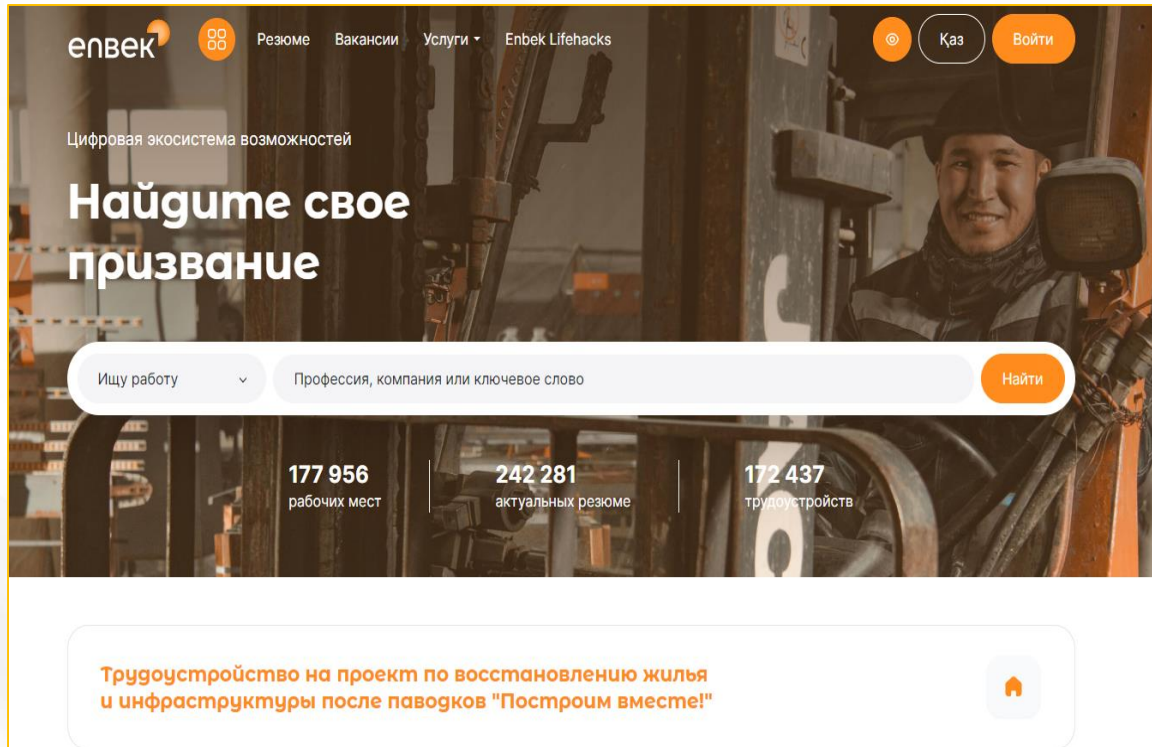 enвек
Резюме Вакансии Услуги Enbek Lifehacks Қаз Войти
Цифровая экосистема возможностей
Найдите свое
призвание
Ищу работу Профессия, компания или ключевое слово Найти
177 956 242 281 172 437
рабочих мест актуальных резюме трудоустройств
Трудоустройство на проект по восстановлению жилья
и инфраструктуры после паводков "Построим вместе!"